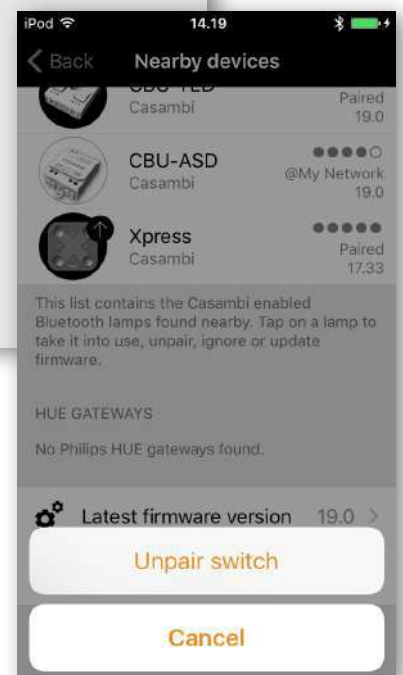 iPod 14.19
Back Nearby devices
CBU-TED
Casambi
Paired
19.0
CBU-ASD
Casambi
@My Network
19.0
Xpress
Casambi
Paired
17.33
This list contains the Casambi enabled
Bluetooth lamps found nearby. Tap on a lamp to
take it into use, unpair, ignore or update
firmware.
HUE GATEWAYS
No Philips HUE gateways found.
Latest firmware version 19.0
Unpair switch
Cancel